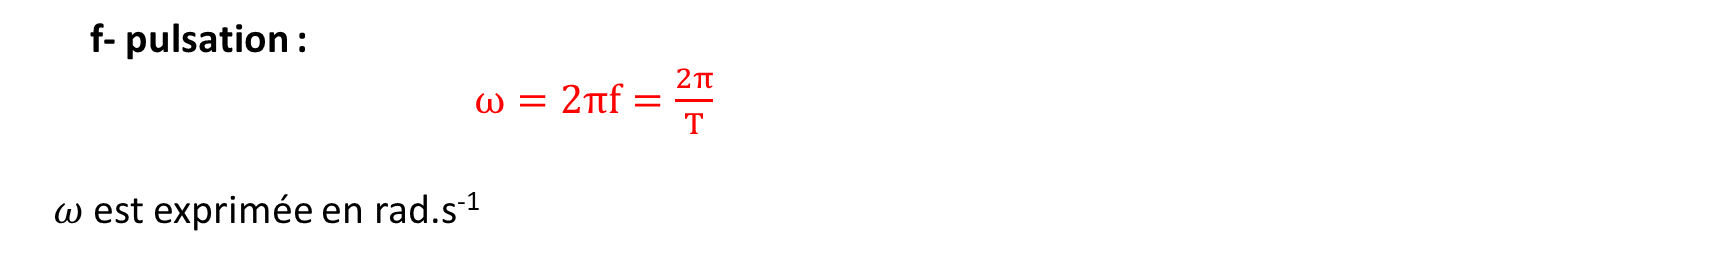 f- pulsation :
ω = 2πf = 2π/T
ω est exprimée en rad.s⁻¹